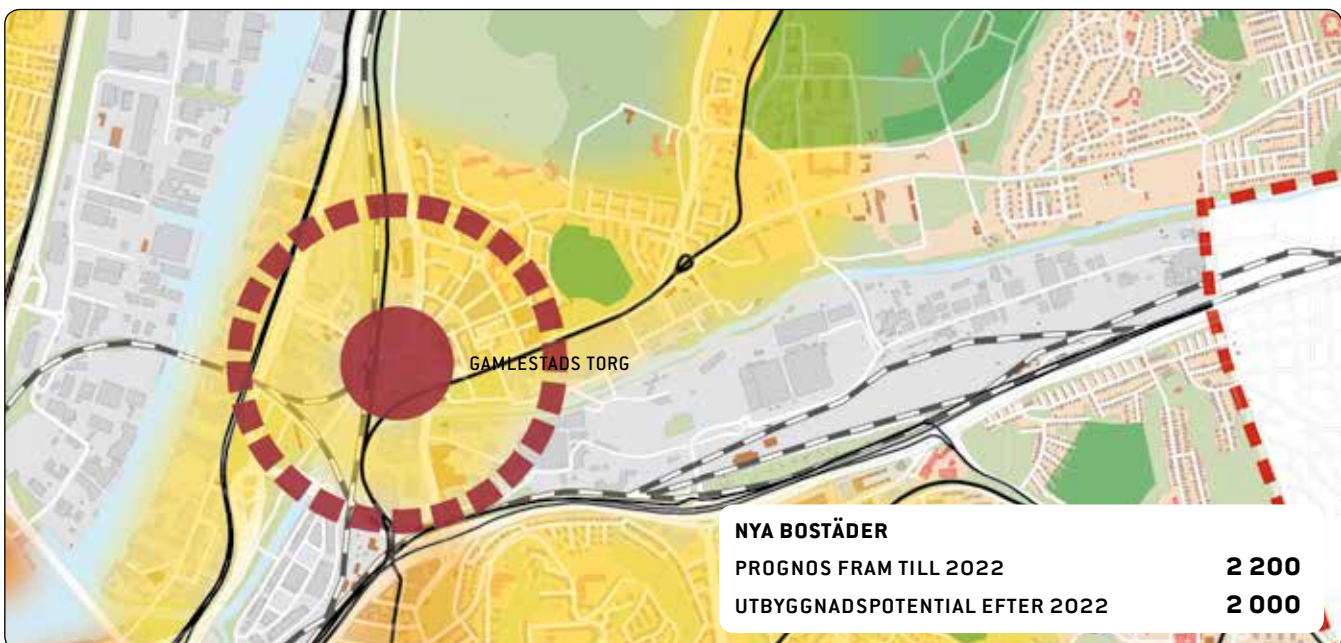 GAMLESTADS TORG
NYA BOSTÄDER
PROGNOS FRAM TILL 2022 2 200
UTBYGGNADSPOTENTIAL EFTER 2022 2 000